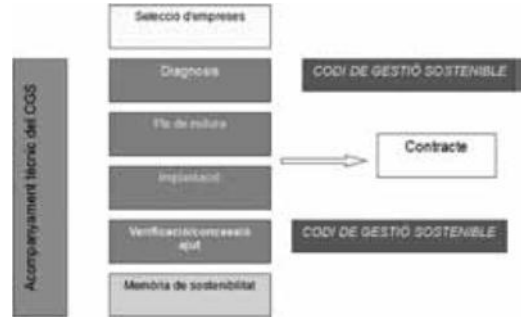 Selecció d'empreses
Acompanyament tècnic del CGS
Diagnosis
CODI DE GESTIÓ SOSTENIBLE
Pla de millora
Contracte
Implantació
Verificació/concessió
ajut
CODI DE GESTIÓ SOSTENIBLE
Memòria de sostenibilitat